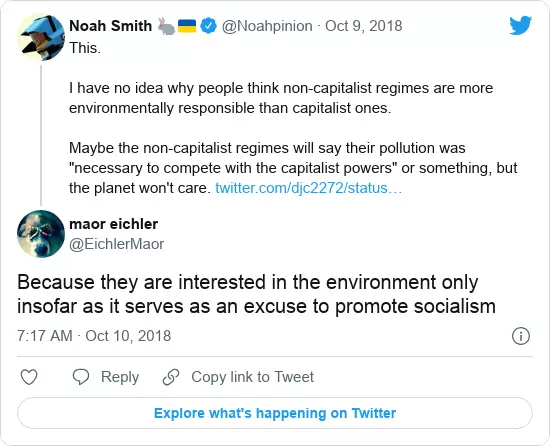 Noah Smith 🐇🇺🇦 @Noahpinion · Oct 9, 2018
This.
I have no idea why people think non-capitalist regimes are more
environmentally responsible than capitalist ones.
Maybe the non-capitalist regimes will say their pollution was
"necessary to compete with the capitalist powers" or something, but
the planet won't care. twitter.com/djc2272/status…
maor eichler
@EichlerMaor
Because they are interested in the environment only
insofar as it serves as an excuse to promote socialism
7:17 AM · Oct 10, 2018
Reply
Copy link to Tweet
Explore what's happening on Twitter